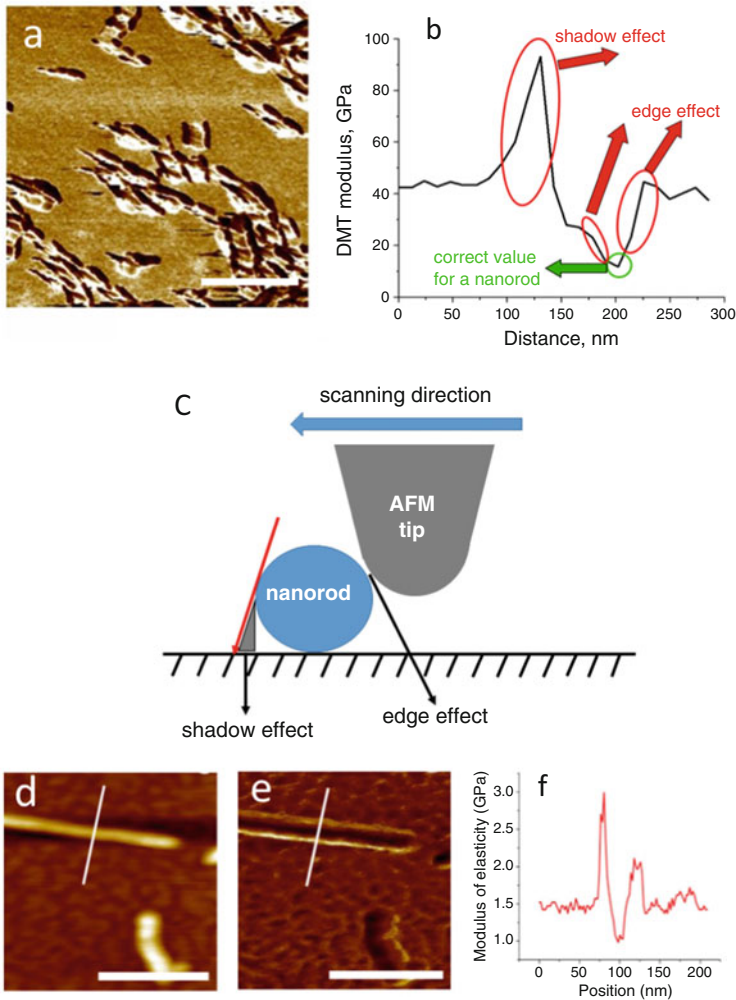 a
b
100
80
60
40
20
0
DMT modulus, GPa
shadow effect
edge effect
correct value
for a nanorod
0 50 100 150 200 250 300
Distance, nm
C
scanning direction
AFM
tip
nanorod
shadow effect
edge effect
d
e
f
3.0
2.5
2.0
1.5
1.0
Modulus of elasticity (GPa)
0 50 100 150 200
Position (nm)